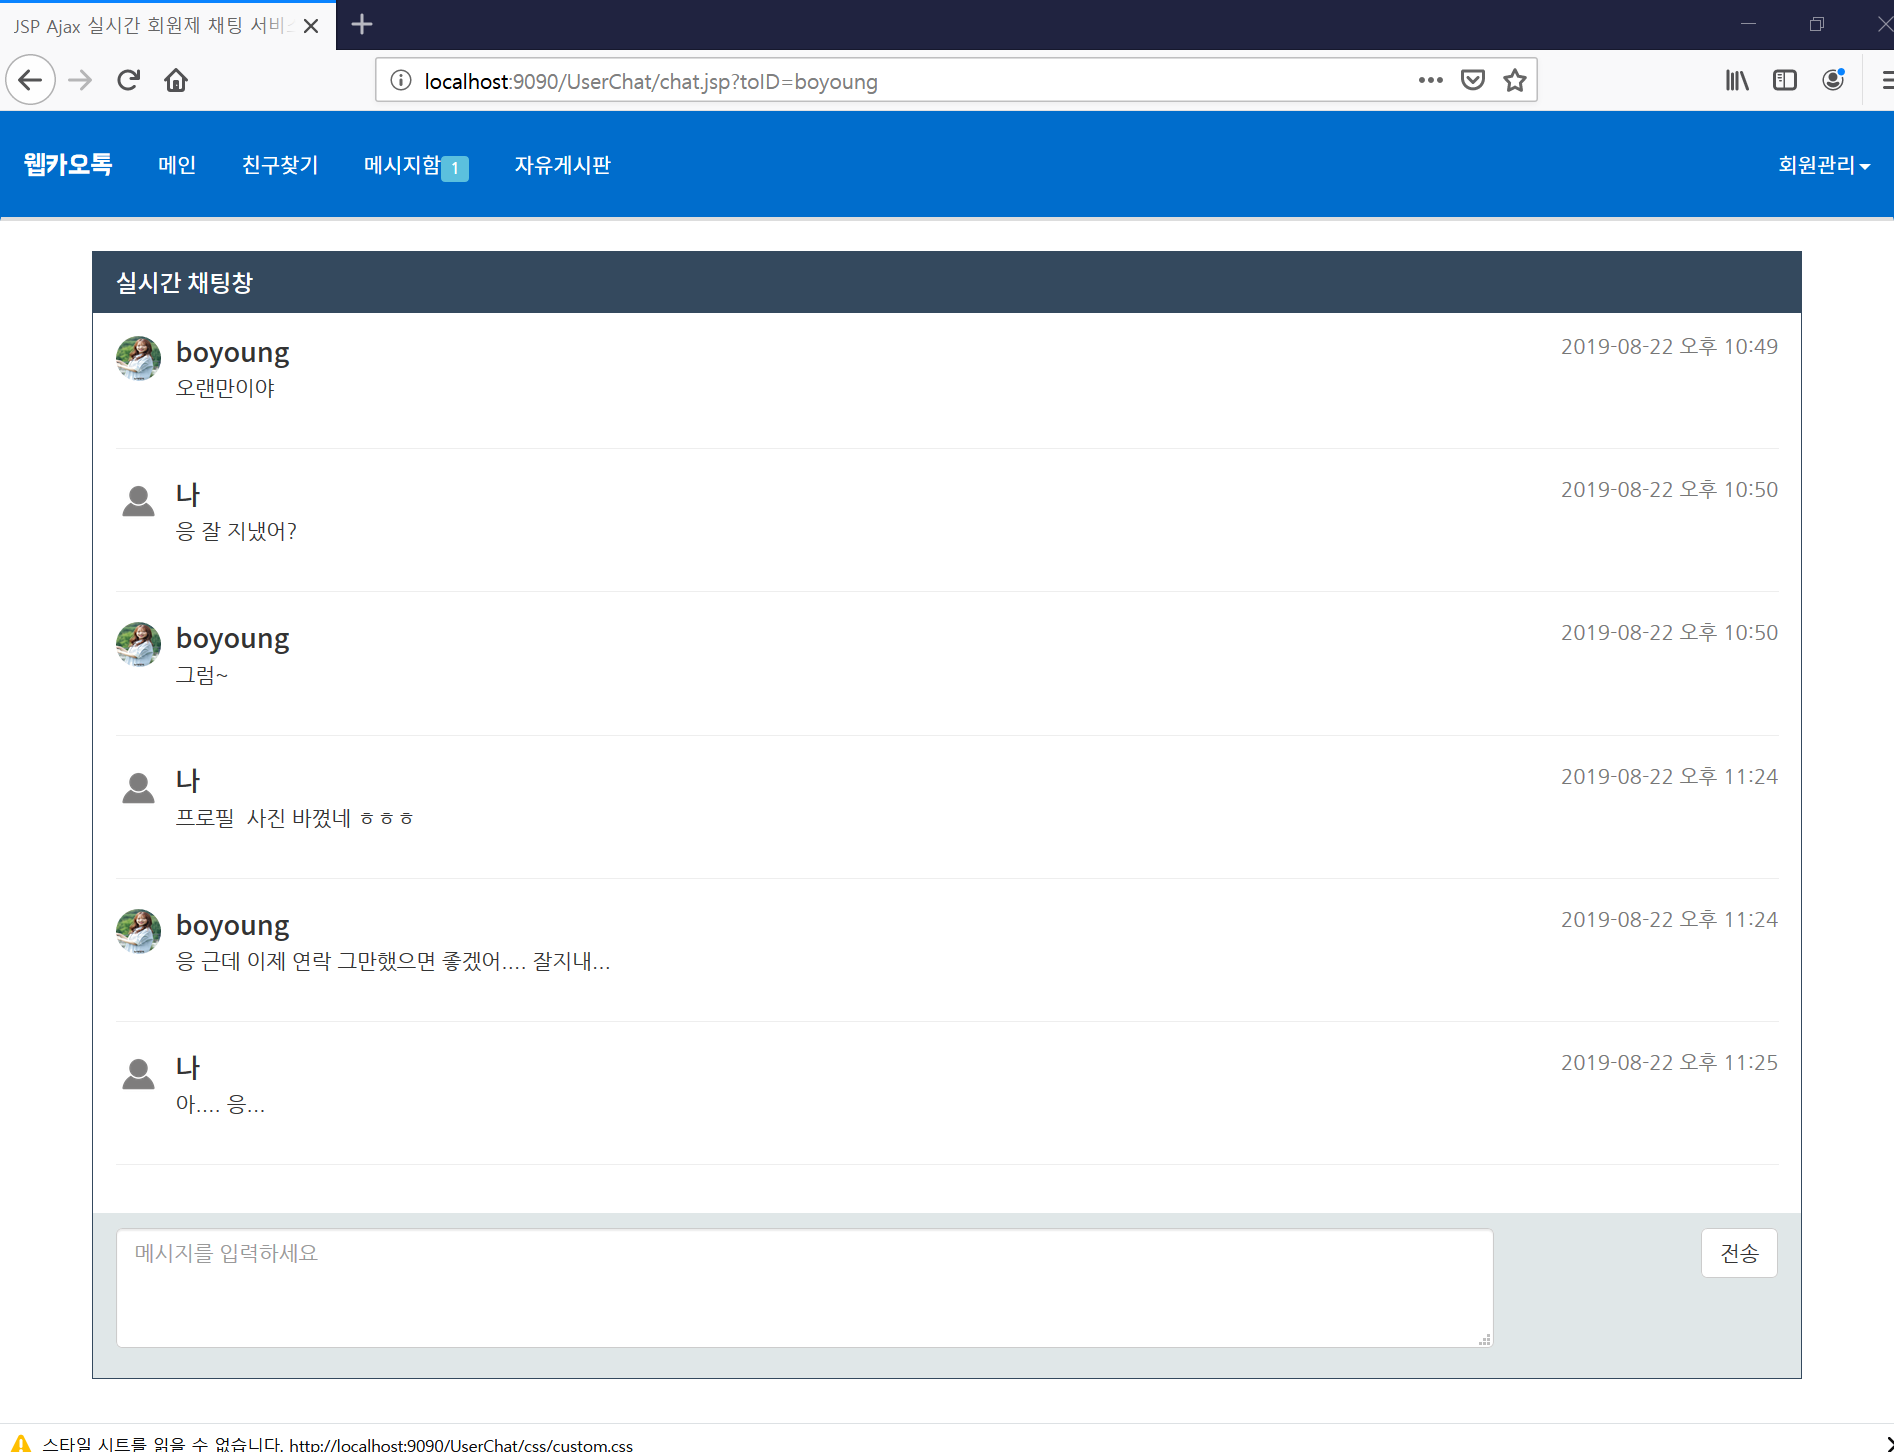 JSP Ajax 실시간 회원제 채팅 서비
localhost:9090/UserChat/chat.jsp?toID=boyoung
웹카오톡 메인 친구찾기 메시지함 1 자유게시판 회원관리
실시간 채팅창
boyoung 2019-08-22 오후 10:49
오랜만이야
나 2019-08-22 오후 10:50
응 잘 지냈어?
boyoung 2019-08-22 오후 10:50
그럼~
나 2019-08-22 오후 11:24
프로필  사진 바꼈네 ㅎㅎㅎ
boyoung 2019-08-22 오후 11:24
응 근데 이제 연락 그만했으면 좋겠어.... 잘지내...
나 2019-08-22 오후 11:25
아.... 응...
메시지를 입력하세요 전송
스타일 시트를 읽을 수 없습니다. http://localhost:9090/UserChat/css/custom.css